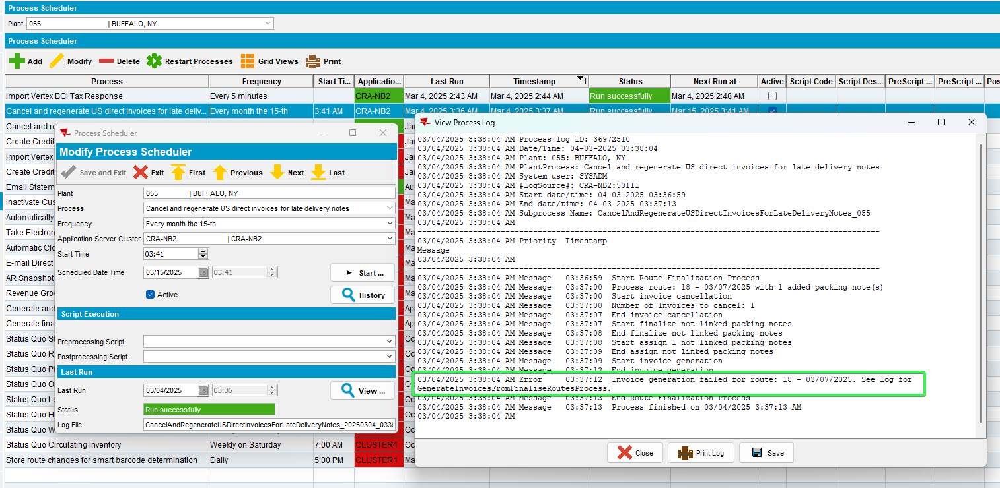 Process Scheduler
Plant 055 | BUFFALO, NY
Process Scheduler
Add Modify Delete Restart Processes Grid Views Print
Process Frequency Start Ti... Applicatio... Last Run Timestamp 1 Status Next Run at Active Script Code Script Des... PreScript ... PreScript ... Pos
Import Vertex BCI Tax Response Every 5 minutes CRA-NB2 Mar 4, 2025 2:43 AM Mar 4, 2025 2:44 AM Run successfully Mar 4, 2025 2:48 AM
Cancel and regenerate US direct invoices for late deliv... Every month the 15-th 3:41 AM CRA-NB2 Mar 4, 2025 3:36 AM Mar 4, 2025 3:37 AM Run successfully Mar 15, 2025 3:41 AM
Cancel and re
Create Credit
Import Vertex
Create Credit
Email Statem
Inactivate Cus
Automatically
Take Electron
Automatic Clo
E-mail Direct
AR Snapshot
Revenue Grov
Generate and
Generate fina
Status Quo St
Status Quo R
Status Quo Pi
Status Quo O
Status Quo Le
Status Quo H
Status Quo W
Status Quo Circulating Inventory Weekly on Saturday 7:00 AM CLUSTER1 Oc
Store route changes for smart barcode determination Daily 5:00 PM CLUSTER1 Ma
Process Scheduler
Modify Process Scheduler
Save and Exit Exit First Previous Next Last
Plant 055 | BUFFALO, NY
Process Cancel and regenerate US direct invoices for late delivery notes
Frequency Every month the 15-th
Application Server Cluster CRA-NB2 | CRA-NB2
Start Time 03:41
Scheduled Date Time 03/15/2025 16 03:41 Start ...
Active History
Script Execution
Preprocessing Script
Postprocessing Script
Last Run
Last Run 03/04/2025 16 03:36 View ...
Status Run successfully
Log File CancelAndRegenerateUSDirectInvoicesForLateDeliveryNotes_20250304_033
View Process Log
03/04/2025 3:38:04 AM Process log ID: 36972510
03/04/2025 3:38:04 AM Date/Time: 04-03-2025 03:38:04
03/04/2025 3:38:04 AM Plant: 055: BUFFALO, NY
03/04/2025 3:38:04 AM PlantProcess: Cancel and regenerate US direct invoices for late delivery notes
03/04/2025 3:38:04 AM System user: SYSADM
03/04/2025 3:38:04 AM #logSource#: CRA-NB2:50111
03/04/2025 3:38:04 AM Start date/time: 04-03-2025 03:36:59
03/04/2025 3:38:04 AM End date/time: 04-03-2025 03:37:13
03/04/2025 3:38:04 AM Subprocess Name: CancelAndRegenerateUSDirectInvoicesForLateDeliveryNotes_055
03/04/2025 3:38:04 AM
03/04/2025 3:38:04 AM Priority Timestamp
Message
03/04/2025 3:38:04 AM
03/04/2025 3:38:04 AM Message 03:36:59 Start Route Finalization Process
03/04/2025 3:38:04 AM Message 03:37:00 Process route: 18 - 03/07/2025 with 1 added packing note(s)
03/04/2025 3:38:04 AM Message 03:37:00 Start invoice cancellation
03/04/2025 3:38:04 AM Message 03:37:00 Number of Invoices to cancel: 1
03/04/2025 3:38:04 AM Message 03:37:07 End invoice cancellation
03/04/2025 3:38:04 AM Message 03:37:07 Start finalize not linked packing notes
03/04/2025 3:38:04 AM Message 03:37:08 End finalize not linked packing notes
03/04/2025 3:38:04 AM Message 03:37:08 Start assign 1 not linked packing notes
03/04/2025 3:38:04 AM Message 03:37:09 End assign not linked packing notes
03/04/2025 3:38:04 AM Message 03:37:09 Start invoice generation
03/04/2025 3:38:04 AM Message 03:37:12 End invoice generation
03/04/2025 3:38:04 AM Error 03:37:12 Invoice generation failed for route: 18 - 03/07/2025. See log for
GenerateInvoicesFromFinaliseRoutesProcess.
03/04/2025 3:38:04 AM Message 03:37:13 End Route Finalization Process
03/04/2025 3:38:04 AM Message 03:37:13 Process finished on 03/04/2025 3:37:13 AM
03/04/2025 3:38:04 AM
Close Print Log Save